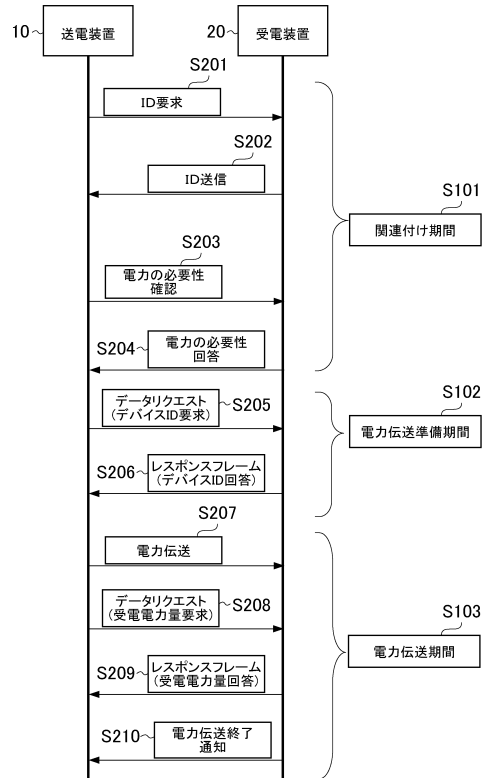 10
送電装置
20
受電装置
S201
ID要求
S202
ID送信
S101
関連付け期間
S203
電力の必要性
確認
S204
電力の必要性
回答
S102
電力伝送準備期間
データリクエスト
(デバイスID要求)
S205
S206
レスポンスフレーム
(デバイスID回答)
S207
電力伝送
データリクエスト
(受電電力量要求)
S208
S103
電力伝送期間
S209
レスポンスフレーム
(受電電力量回答)
S210
電力伝送終了
通知